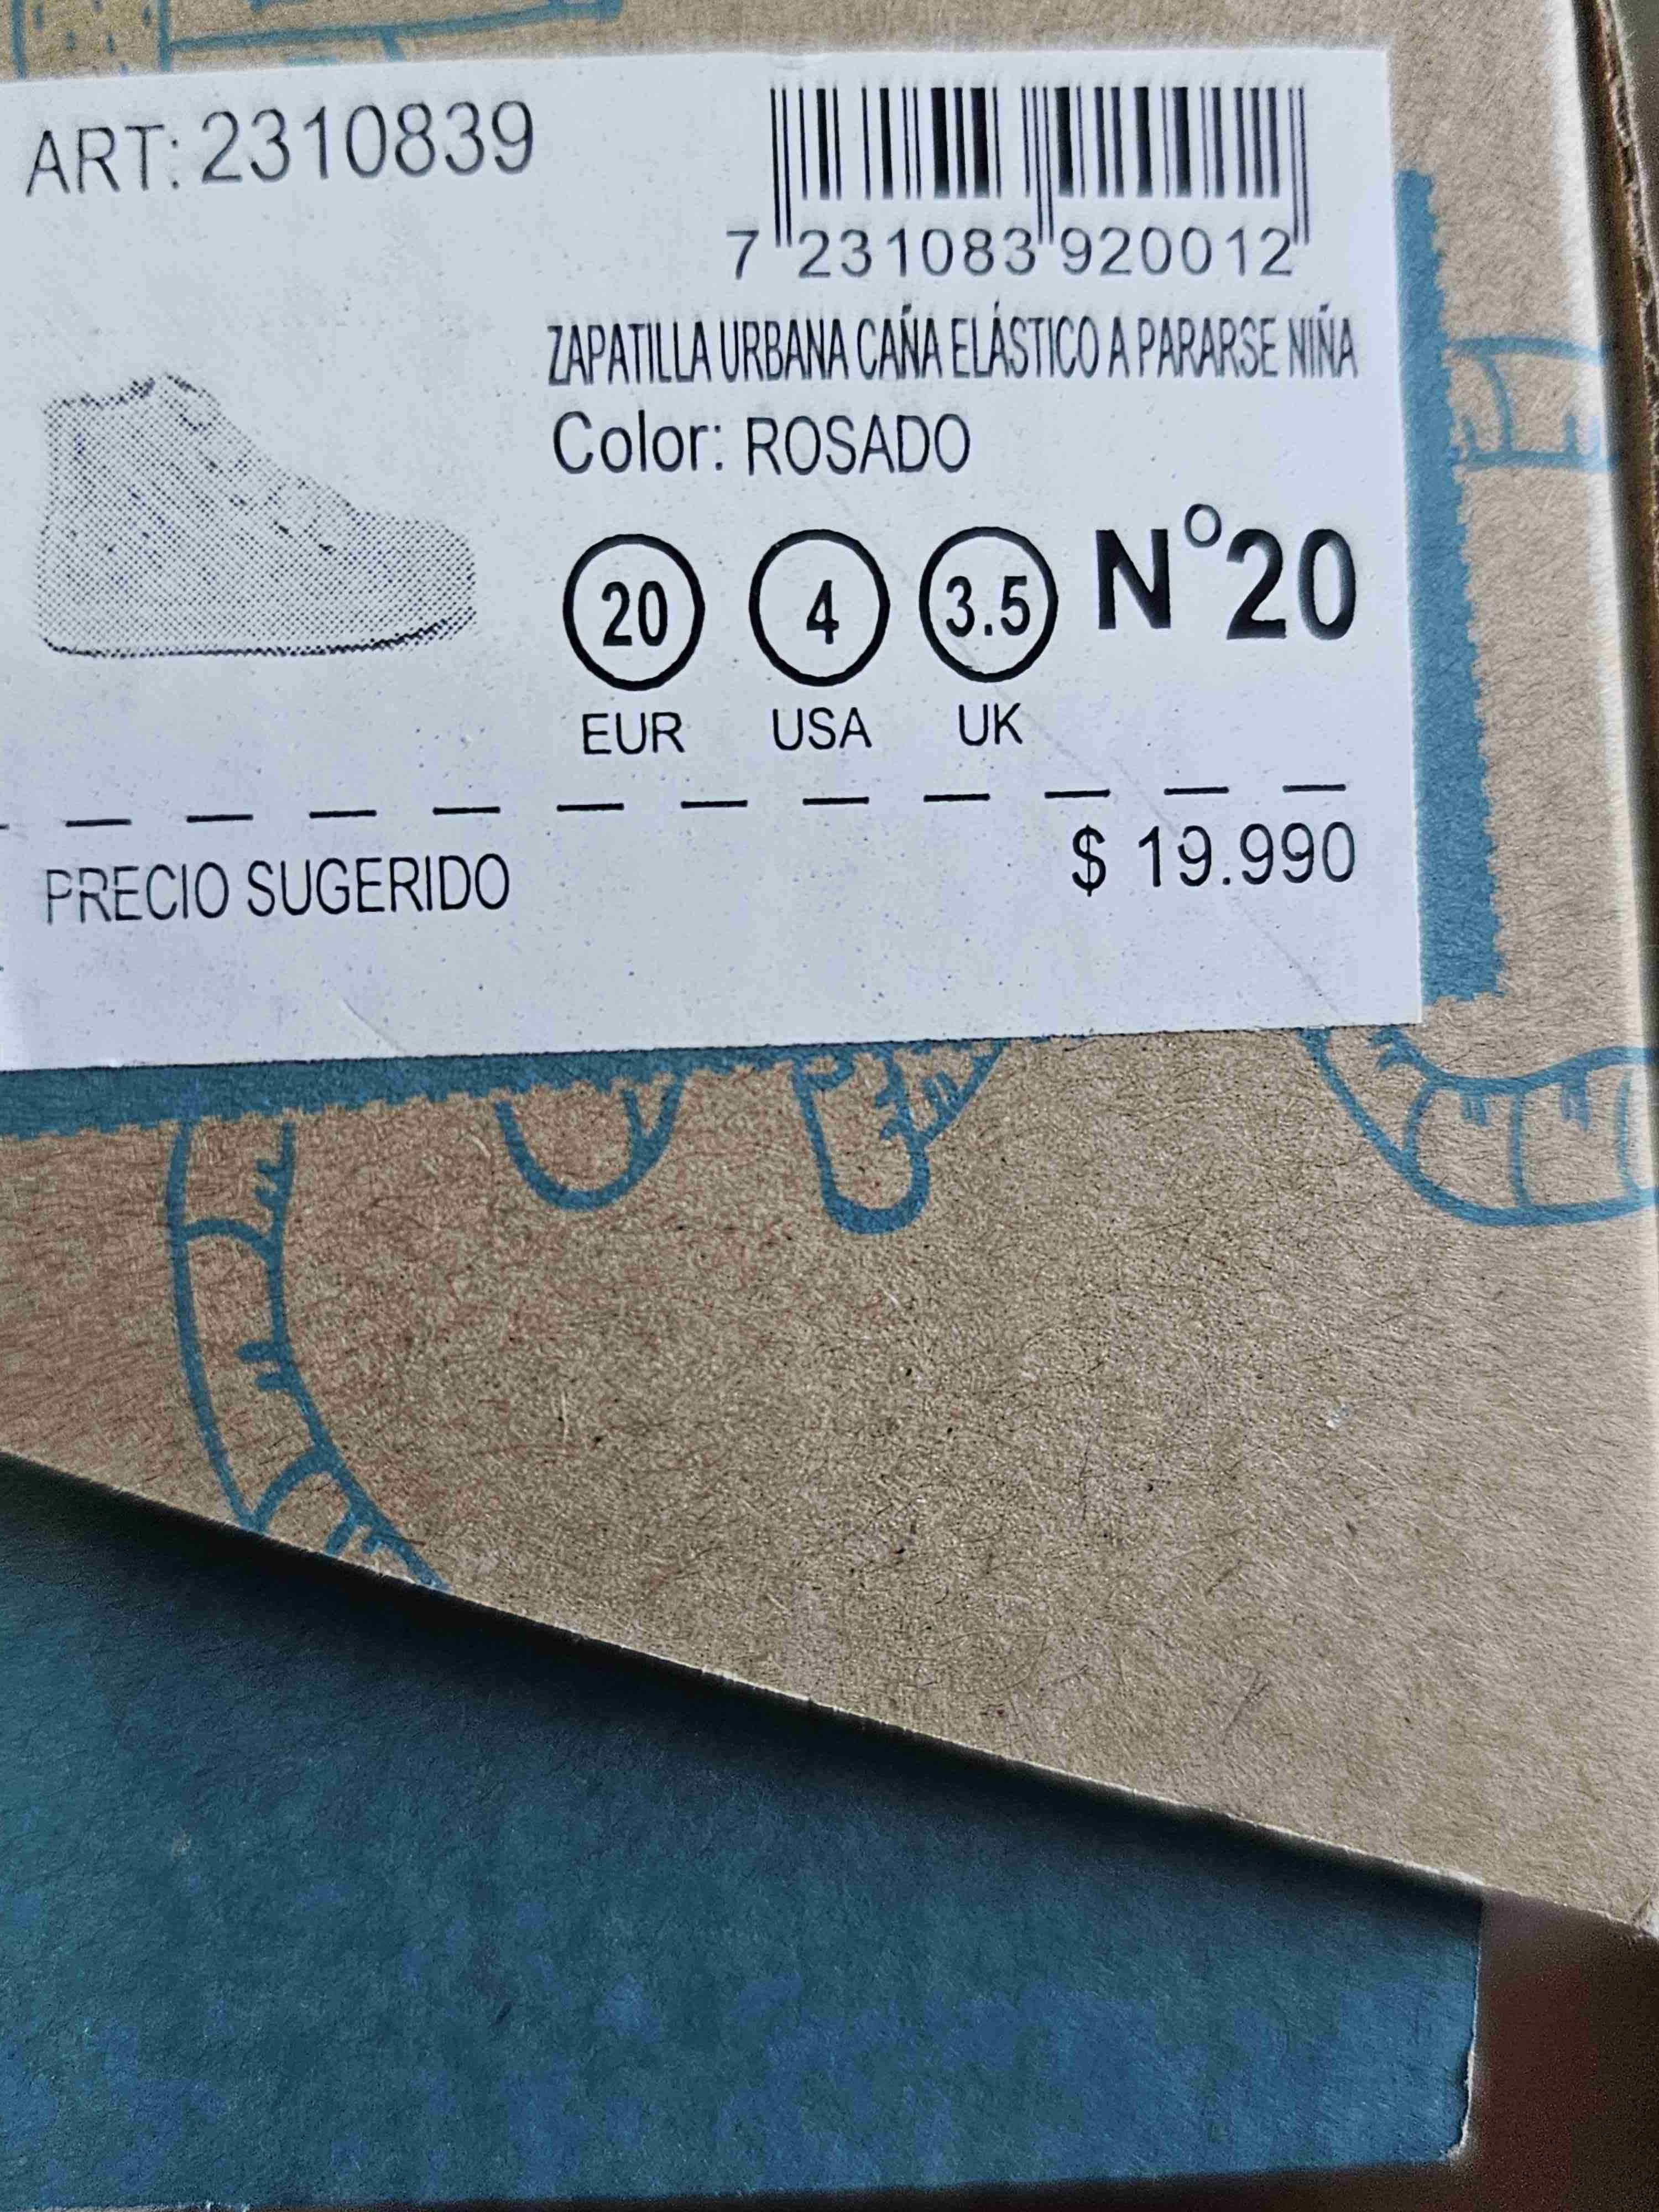 ART: 2310839
7 231083 920012
ZAPATILLA URBANA CAÑA ELÁSTICO A PARARSE NIÑA
Color: ROSADO
20 4 3.5 N°20
EUR USA UK
PRECIO SUGERIDO $ 19.990